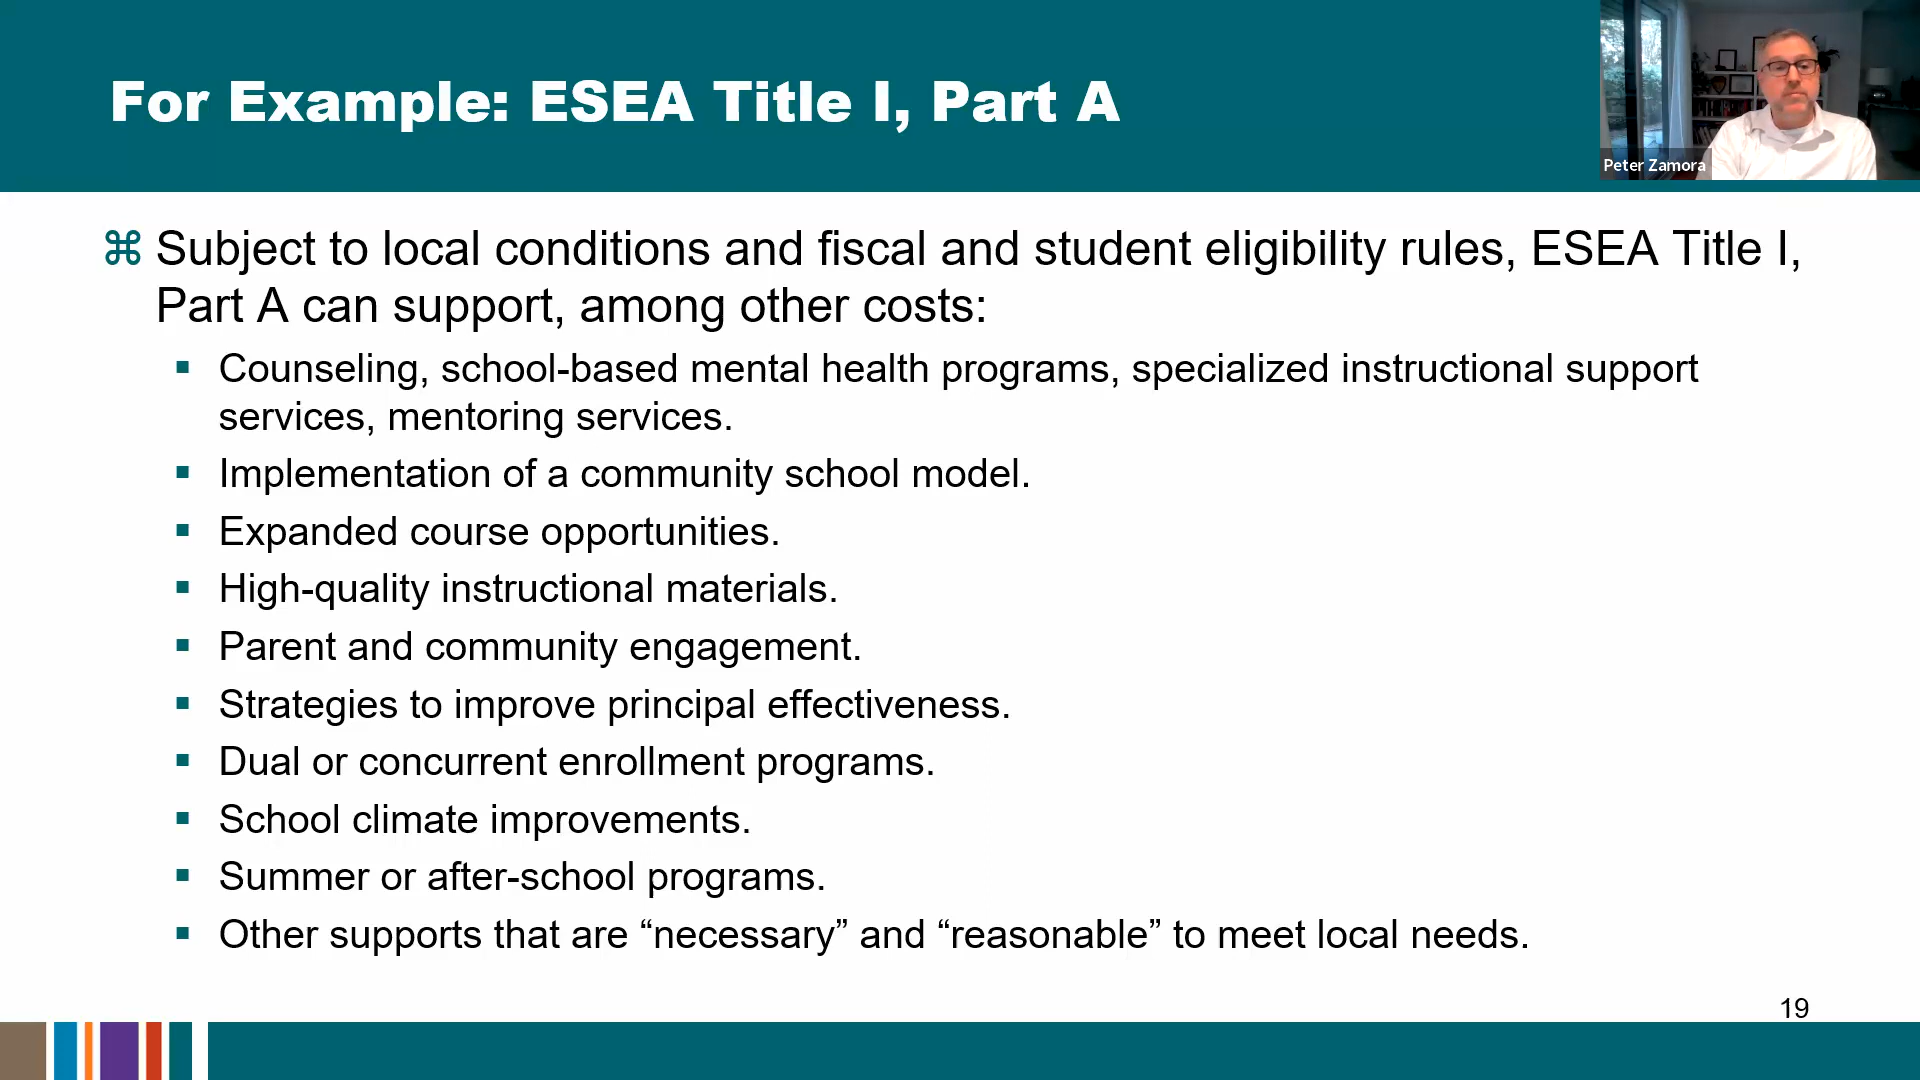 For Example: ESEA Title I, Part A
Peter Zamora
⌘ Subject to local conditions and fiscal and student eligibility rules, ESEA Title I,
Part A can support, among other costs:
▪ Counseling, school-based mental health programs, specialized instructional support
services, mentoring services.
▪ Implementation of a community school model.
▪ Expanded course opportunities.
▪ High-quality instructional materials.
▪ Parent and community engagement.
▪ Strategies to improve principal effectiveness.
▪ Dual or concurrent enrollment programs.
▪ School climate improvements.
▪ Summer or after-school programs.
▪ Other supports that are “necessary” and “reasonable” to meet local needs.
19